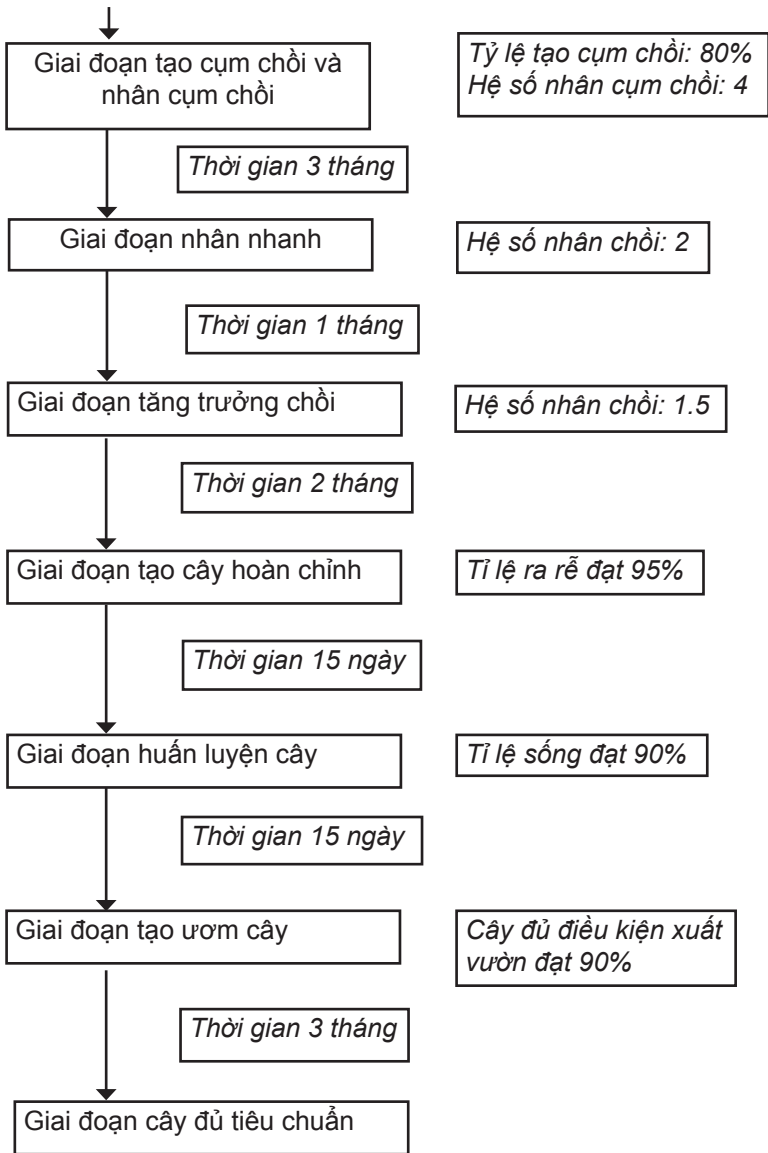 Giai đoạn tạo cụm chồi và
nhân cụm chồi
Tỷ lệ tạo cụm chồi: 80%
Hệ số nhân cụm chồi: 4
Thời gian 3 tháng
Giai đoạn nhân nhanh
Hệ số nhân chồi: 2
Thời gian 1 tháng
Giai đoạn tăng trưởng chồi
Hệ số nhân chồi: 1.5
Thời gian 2 tháng
Giai đoạn tạo cây hoàn chỉnh
Tỉ lệ ra rễ đạt 95%
Thời gian 15 ngày
Giai đoạn huấn luyện cây
Tỉ lệ sống đạt 90%
Thời gian 15 ngày
Giai đoạn tạo ươm cây
Cây đủ điều kiện xuất
vườn đạt 90%
Thời gian 3 tháng
Giai đoạn cây đủ tiêu chuẩn